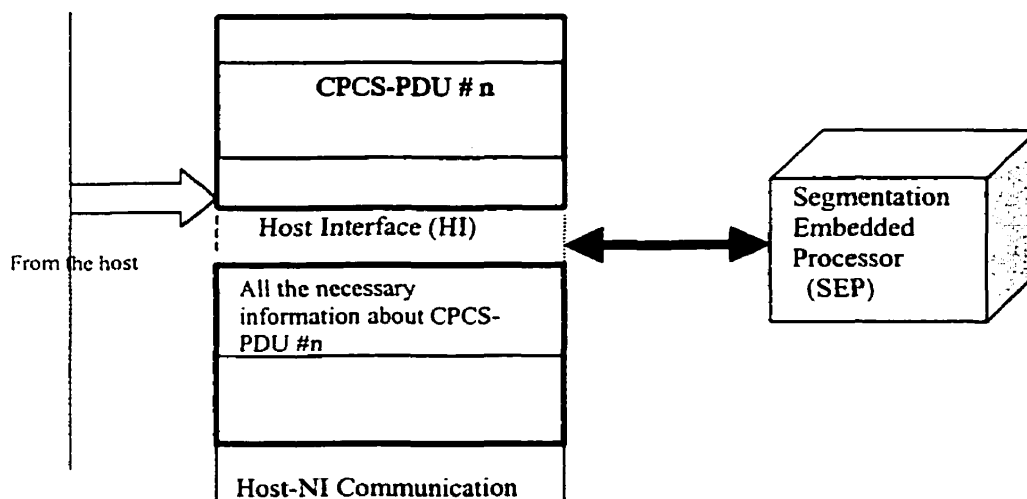 CPCS-PDU # n
Host Interface (HI)
From the host
All the necessary
information about CPCS-
PDU #n
Segmentation
Embedded
Processor
(SEP)
Host-NI Communication